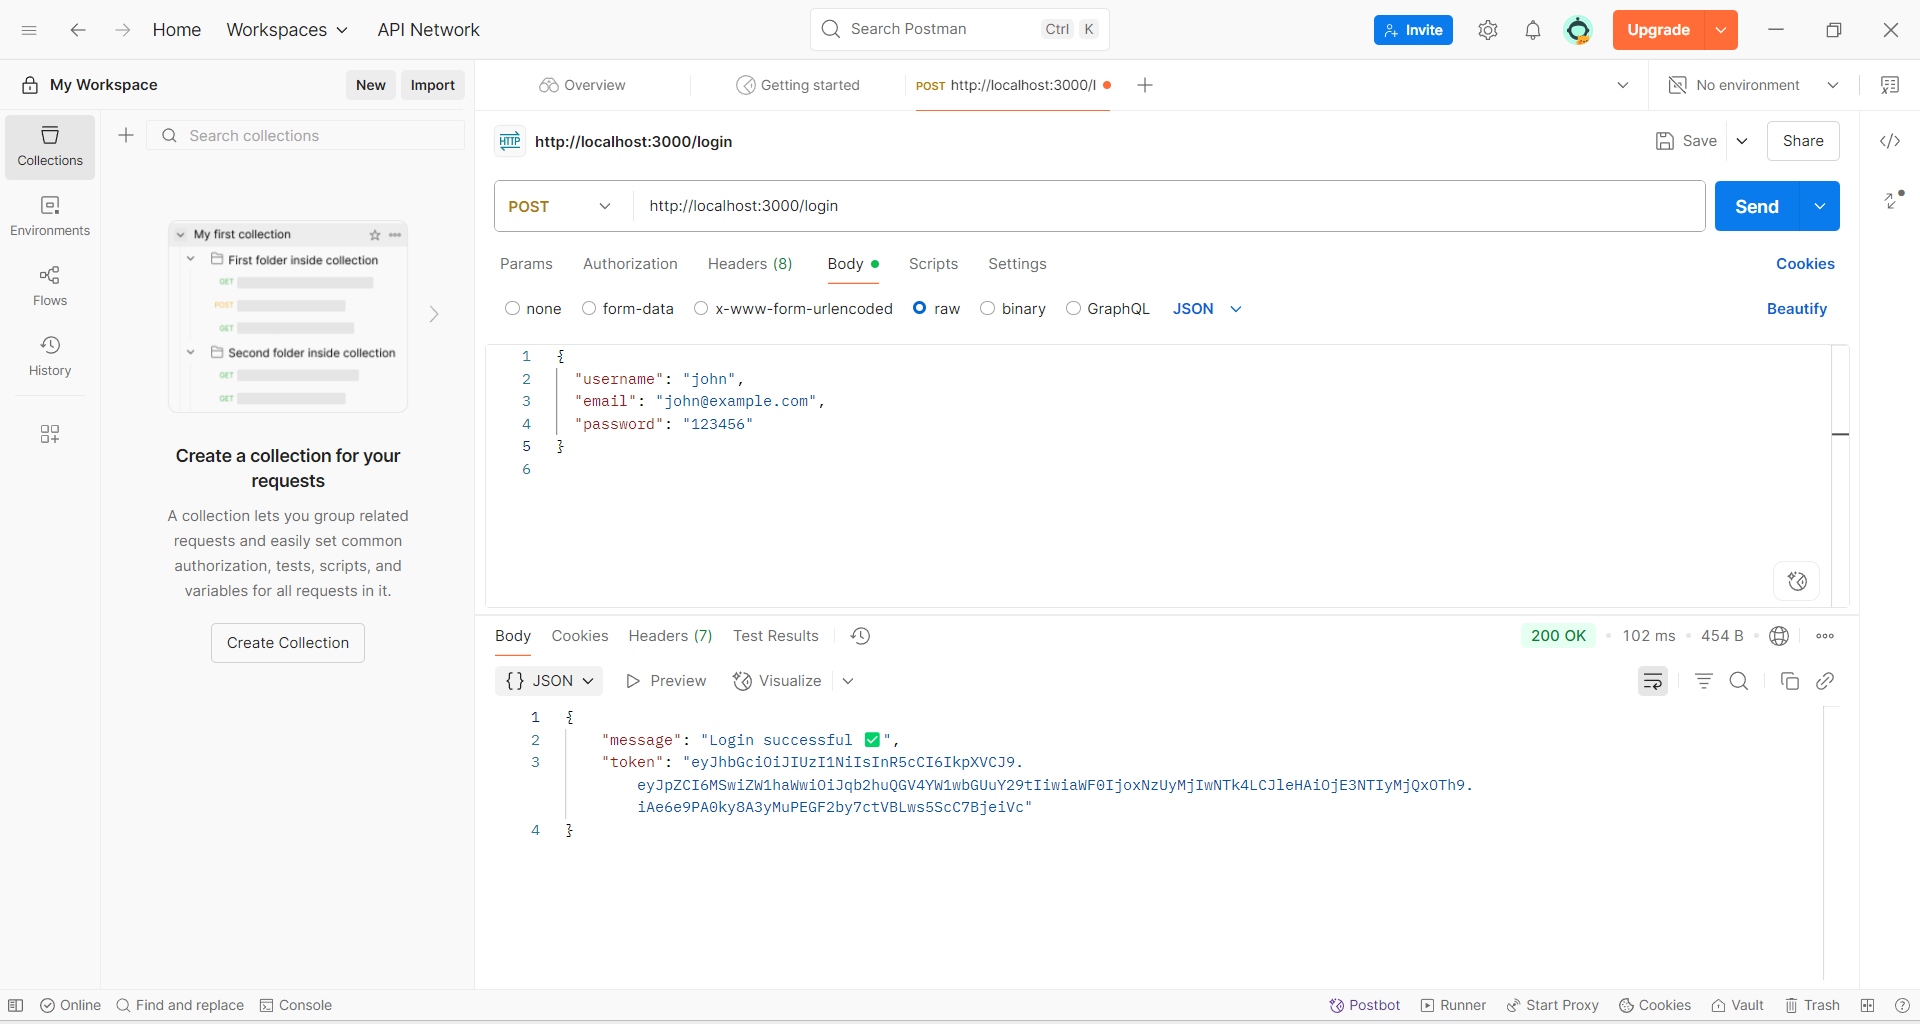 Home Workspaces API Network Search Postman Ctrl K Invite Upgrade
My Workspace New Import Overview Getting started POST http://localhost:3000/l No environment
Collections
Environments
Flows
History
Search collections
My first collection
First folder inside collection
GET
POST
GET
Second folder inside collection
GET
GET
Create a collection for your
requests
A collection lets you group related
requests and easily set common
authorization, tests, scripts, and
variables for all requests in it.
Create Collection
HTTP http://localhost:3000/login Save Share
POST http://localhost:3000/login Send
Params Authorization Headers (8) Body Scripts Settings Cookies
none form-data x-www-form-urlencoded raw binary GraphQL JSON Beautify
1 {
2 "username": "john",
3 "email": "john@example.com",
4 "password": "123456"
5 }
6
Body Cookies Headers (7) Test Results 200 OK 102 ms 454 B
{} JSON Preview Visualize
1 {
2 "message": "Login successful ✅",
3 "token": "eyJhbGciOiJIUzI1NiIsInR5cCI6IkpXVCJ9.
eyJpZCI6MSwiZW1haWwiOiJqb2huQGV4YW1wbGUuY29tIiwiaWF0IjoxNzUyMjIwNTk4LCJleHAiOjE3NTIyMjQxOTh9.
iAe6e9PA0ky8A3yMuPEGF2by7ctVBLws5ScC7BjeiVc"
4 }
Online Find and replace Console Postbot Runner Start Proxy Cookies Vault Trash